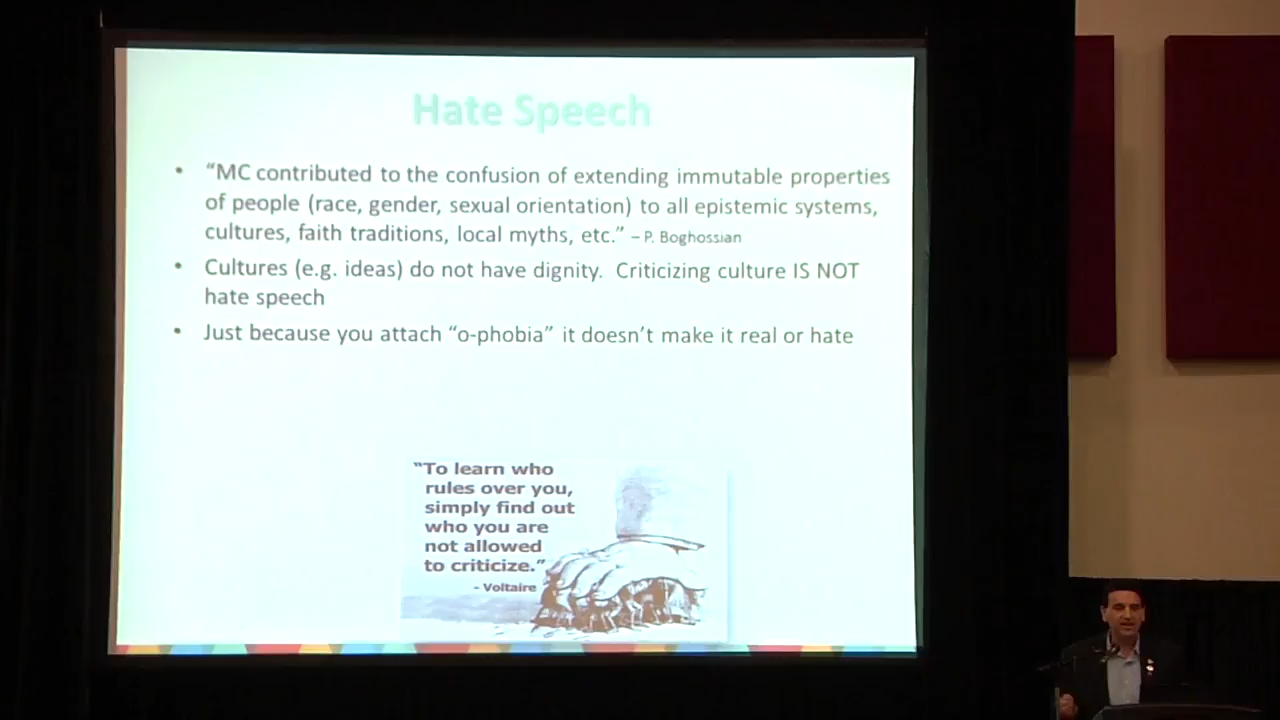 Hate Speech
• “MC contributed to the confusion of extending immutable properties
of people (race, gender, sexual orientation) to all epistemic systems,
cultures, faith traditions, local myths, etc.” – P. Boghossian
• Cultures (e.g. ideas) do not have dignity. Criticizing culture IS NOT
hate speech
• Just because you attach “o-phobia” it doesn’t make it real or hate
“To learn who
rules over you,
simply find out
who you are
not allowed
to criticize.”
- Voltaire